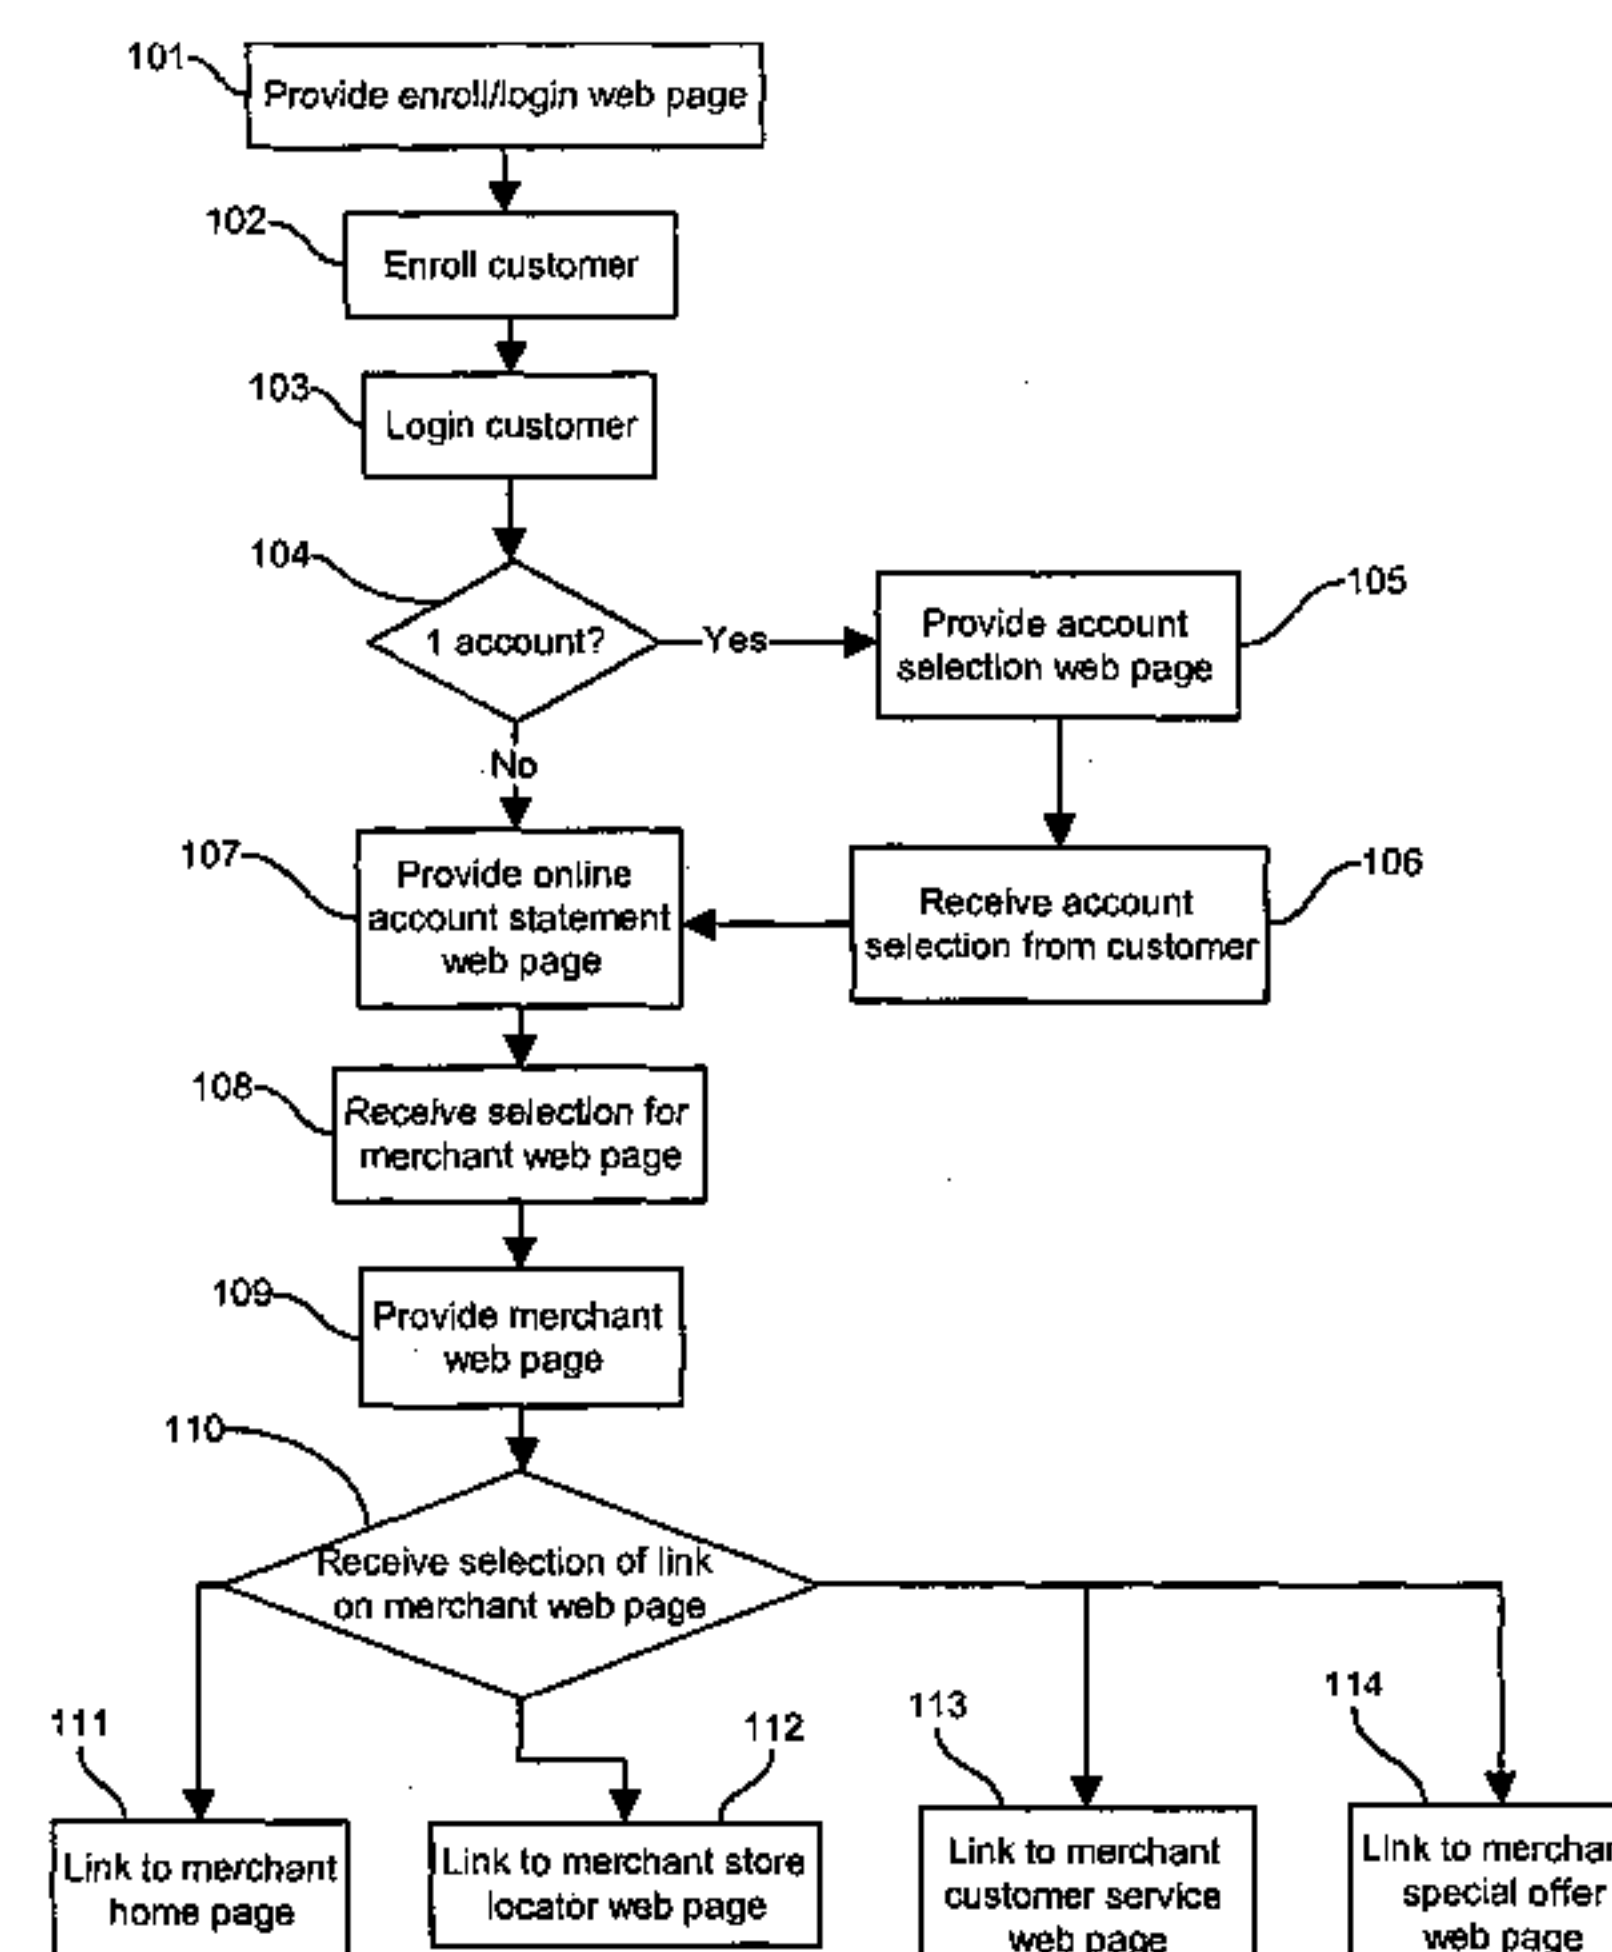 101
Provide enroll/login web page
102
Enroll customer
103
Login customer
104
1 account?
Yes
105
Provide account
selection web page
No
107
Provide online
account statement
web page
106
Receive account
selection from customer
108
Receive selection for
merchant web page
109
Provide merchant
web page
110
Receive selection of link
on merchant web page
111
Link to merchant
home page
112
Link to merchant store
locator web page
113
Link to merchant
customer service
web page
114
Link to
special offer
web page